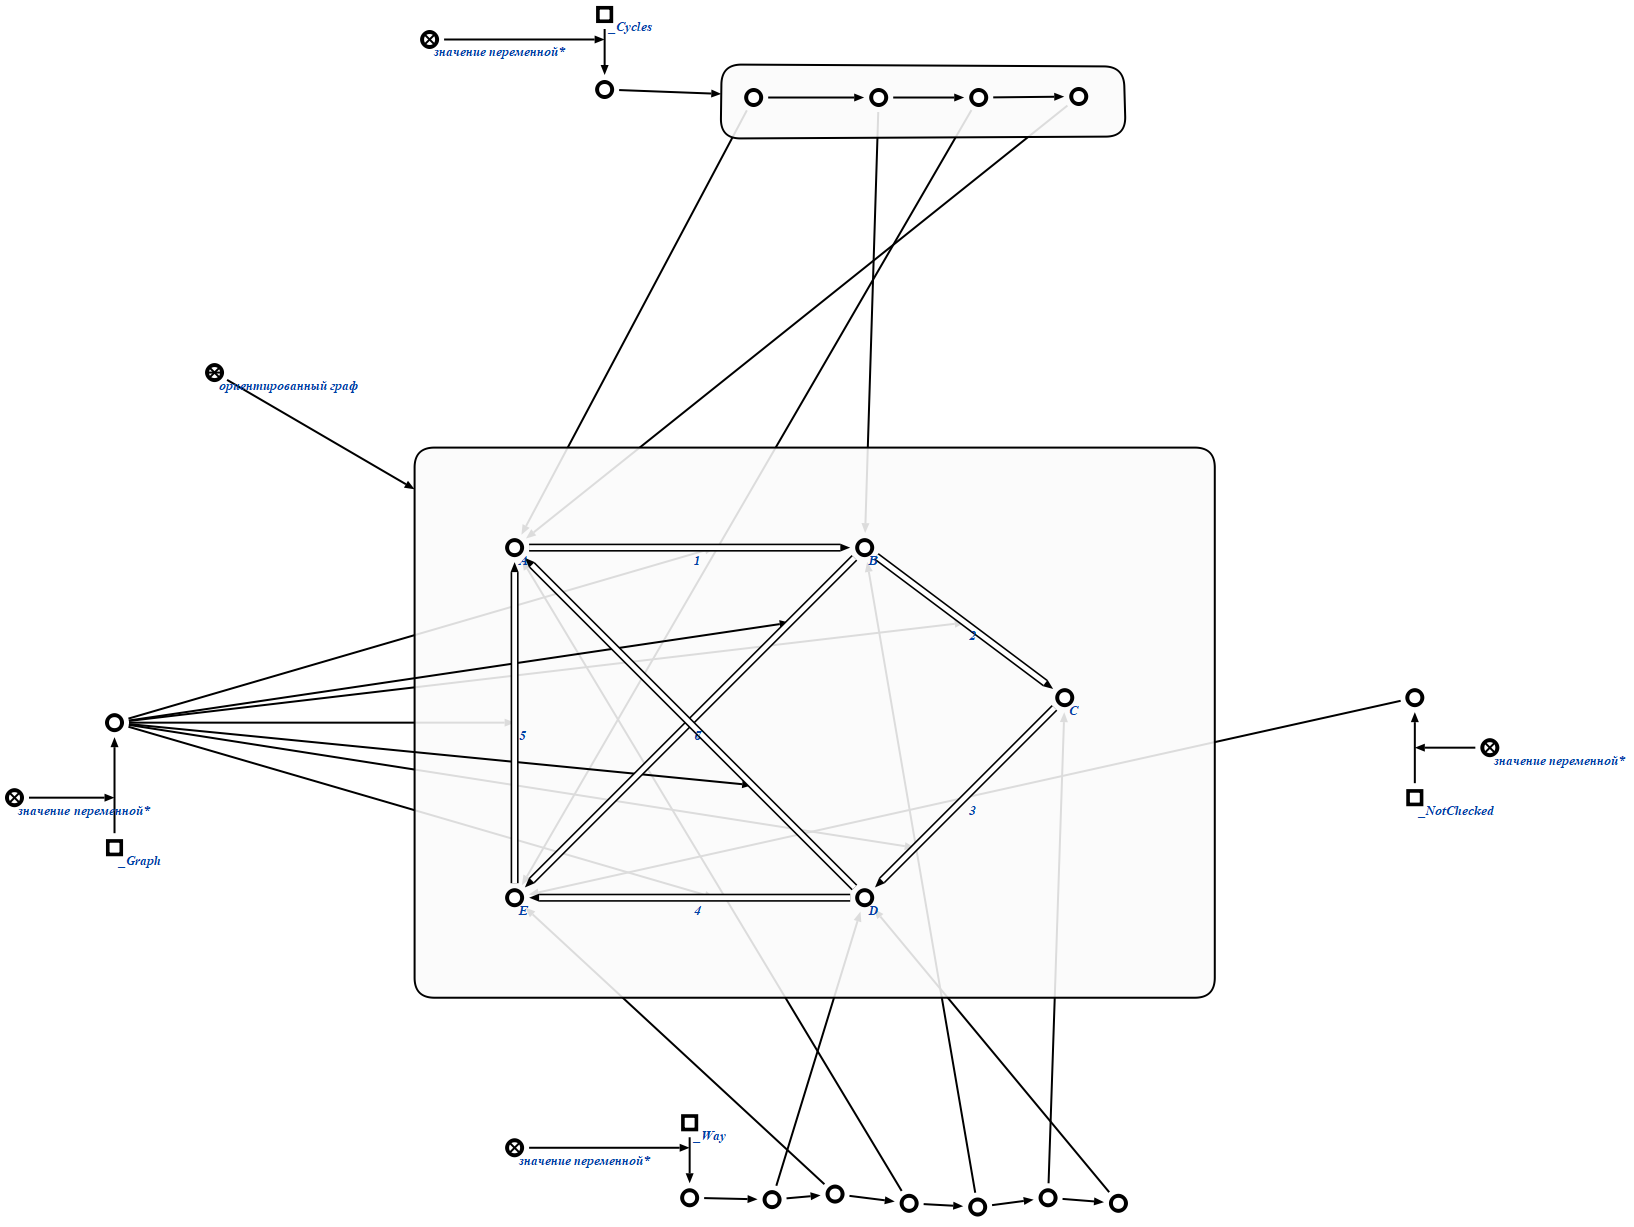 _Cycles
значение переменной*
ориентированный граф
A
1
B
2
C
5
6
значение переменной*
_NotChecked
значение переменной*
3
_Graph
E
4
D
_Way
значение переменной*